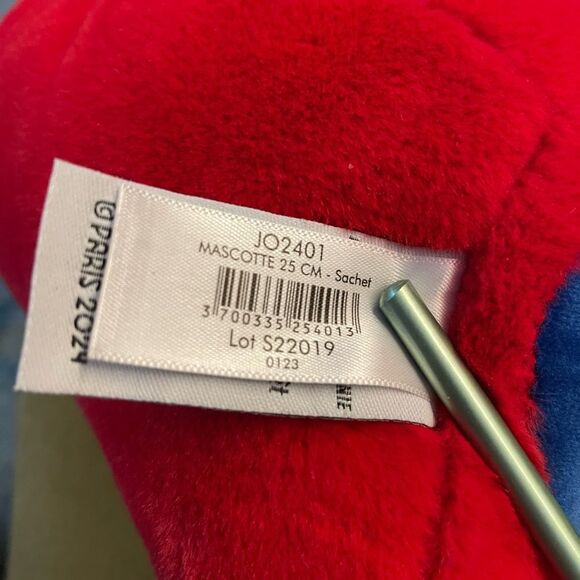 JO2401
MASCOTTE 25 CM - Sachet
3 700335 254013
Lot S22019
0123
© PARIS 2024